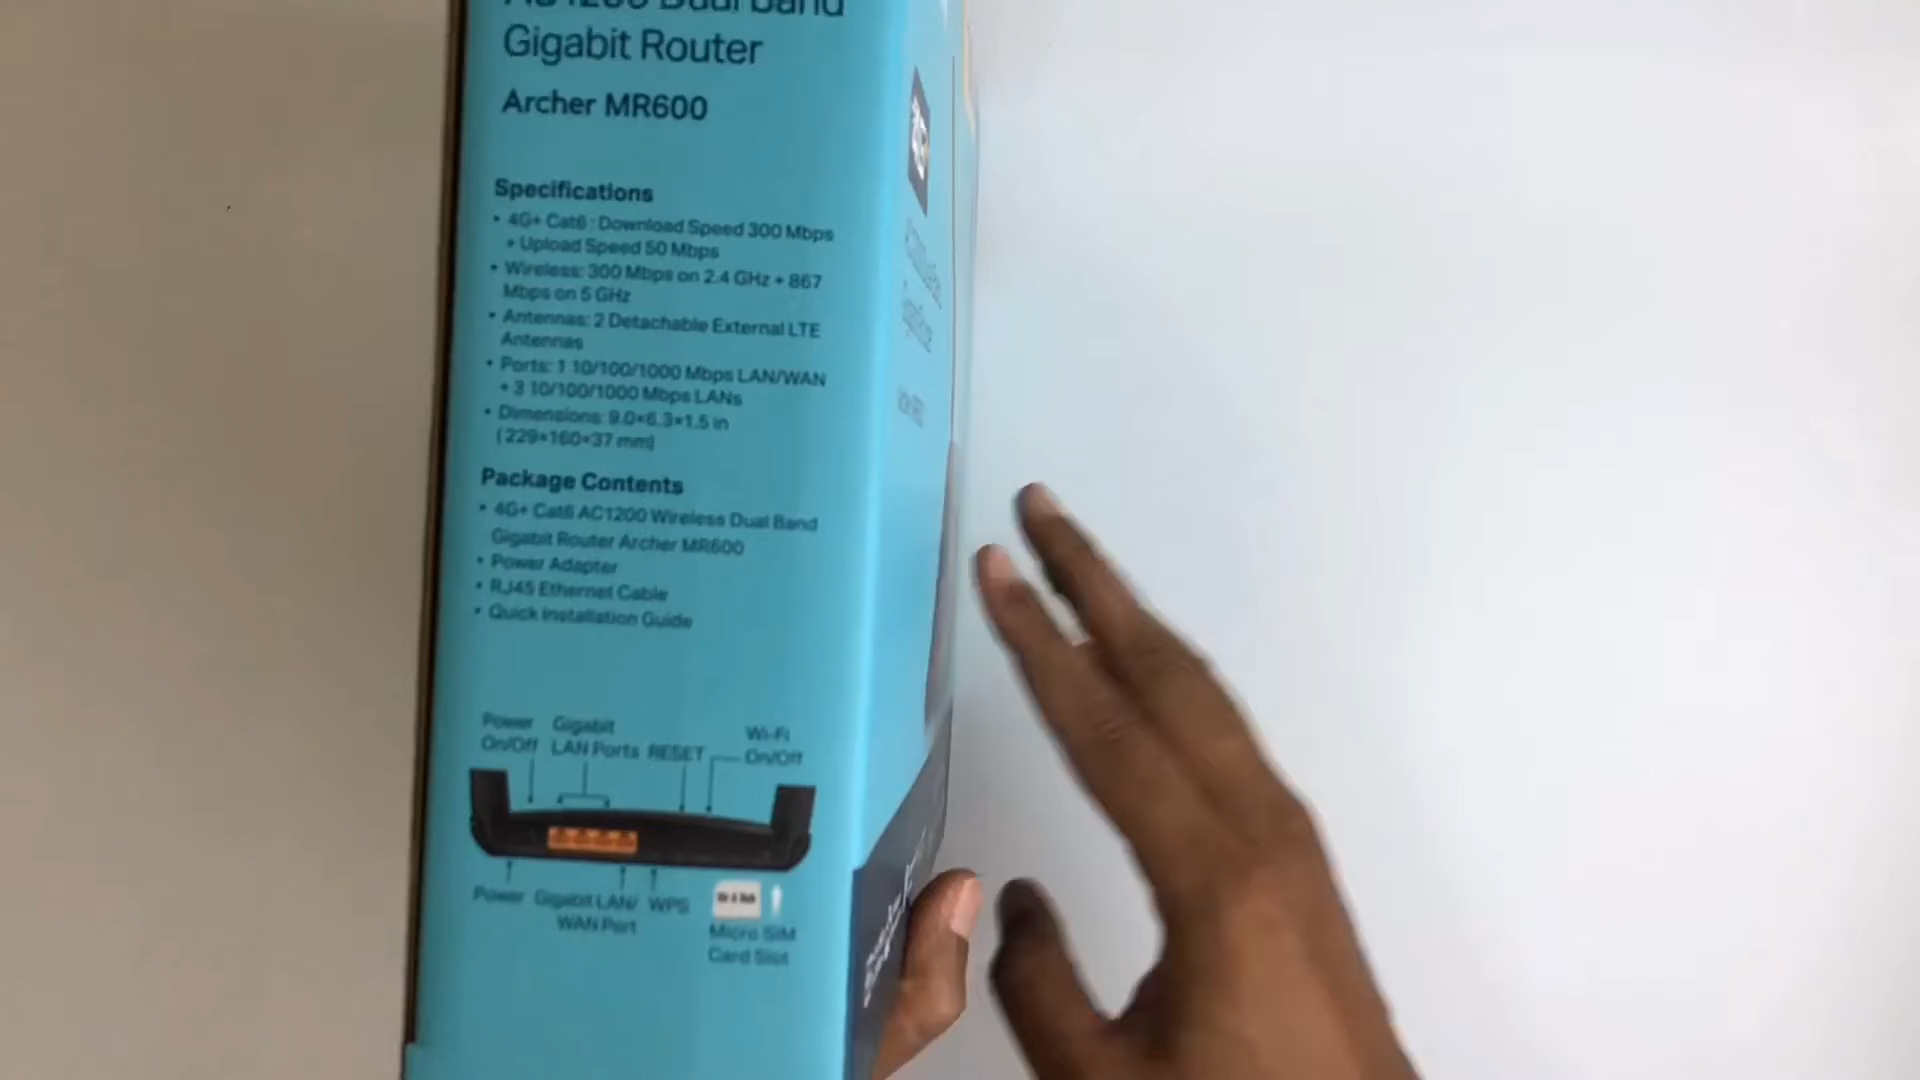 AC1200 Dual Band
Gigabit Router
Archer MR600
Specifications
• 4G+ Cat6 : Download Speed 300 Mbps
+ Upload Speed 50 Mbps
• Wireless: 300 Mbps on 2.4 GHz + 867
Mbps on 5 GHz
• Antennas: 2 Detachable External LTE
Antennas
• Ports: 1 10/100/1000 Mbps LAN/WAN
+ 3 10/100/1000 Mbps LANs
• Dimensions: 9.0×6.3×1.5 in
(229×160×37 mm)
Package Contents
• 4G+ Cat6 AC1200 Wireless Dual Band
Gigabit Router Archer MR600
• Power Adapter
• RJ45 Ethernet Cable
• Quick Installation Guide
Power
On/Off
Gigabit
LAN Ports
RESET
Wi-Fi
On/Off
Power
Gigabit LAN/
WAN Port
WPS
Micro SIM
Card Slot